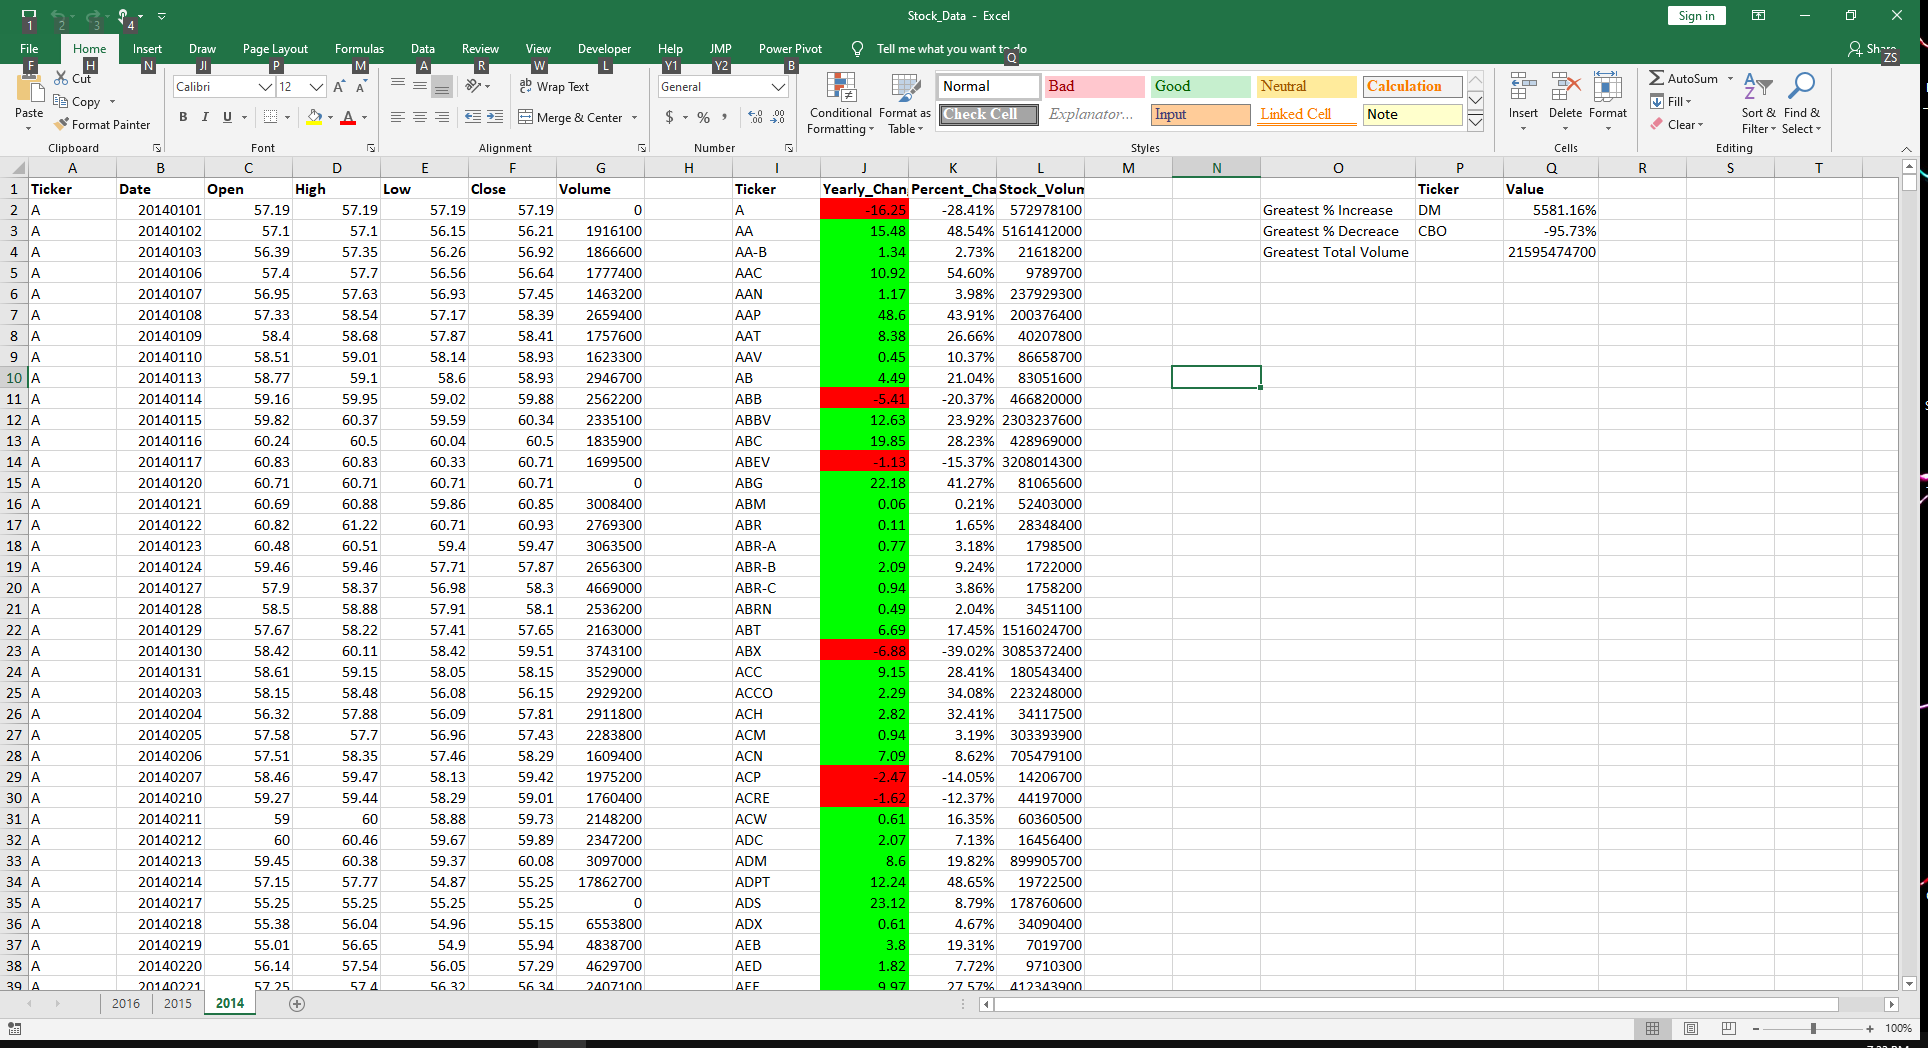 Stock_Data - Excel
Sign in
1 2 3 4
File Home Insert Draw Page Layout Formulas Data Review View Developer Help JMP Power Pivot Tell me what you want to do Share
F H N JI P M A R W L Y1 Y2 B Q ZS
Paste Cut Copy Format Painter
Calibri 12 B I U A
Wrap Text Merge & Center
General $ % ,
Conditional Formatting Format as Table
Normal Bad Good Neutral Calculation
Check Cell Explanator... Input Linked Cell Note
Insert Delete Format
AutoSum Fill Clear Sort & Filter Find & Select
Clipboard Font Alignment Number Styles Cells Editing
A B C D E F G H I J K L M N O P Q R S T
1 Ticker Date Open High Low Close Volume Ticker Yearly_Chan Percent_Cha Stock_Volum Ticker Value
2 A 20140101 57.19 57.19 57.19 57.19 0 A -16.25 -28.41% 572978100 Greatest % Increase DM 5581.16%
3 A 20140102 57.1 57.1 56.15 56.21 1916100 AA 15.48 48.54% 5161412000 Greatest % Decreace CBO -95.73%
4 A 20140103 56.39 57.35 56.26 56.92 1866600 AA-B 1.34 2.73% 21618200 Greatest Total Volume 21595474700
5 A 20140106 57.4 57.7 56.56 56.64 1777400 AAC 10.92 54.60% 9789700
6 A 20140107 56.95 57.63 56.93 57.45 1463200 AAN 1.17 3.98% 237929300
7 A 20140108 57.33 58.54 57.17 58.39 2659400 AAP 48.6 43.91% 200376400
8 A 20140109 58.4 58.68 57.87 58.41 1757600 AAT 8.38 26.66% 40207800
9 A 20140110 58.51 59.01 58.14 58.93 1623300 AAV 0.45 10.37% 86658700
10 A 20140113 58.77 59.1 58.6 58.93 2946700 AB 4.49 21.04% 83051600
11 A 20140114 59.16 59.95 59.02 59.88 2562200 ABB -5.41 -20.37% 466820000
12 A 20140115 59.82 60.37 59.59 60.34 2335100 ABBV 12.63 23.92% 2303237600
13 A 20140116 60.24 60.5 60.04 60.5 1835900 ABC 19.85 28.23% 428969000
14 A 20140117 60.83 60.83 60.33 60.71 1699500 ABEV -1.13 -15.37% 3208014300
15 A 20140120 60.71 60.71 60.71 60.71 0 ABG 22.18 41.27% 81065600
16 A 20140121 60.69 60.88 59.86 60.85 3008400 ABM 0.06 0.21% 52403000
17 A 20140122 60.82 61.22 60.71 60.93 2769300 ABR 0.11 1.65% 28348400
18 A 20140123 60.48 60.51 59.4 59.47 3063500 ABR-A 0.77 3.18% 1798500
19 A 20140124 59.46 59.46 57.71 57.87 2656300 ABR-B 2.09 9.24% 1722000
20 A 20140127 57.9 58.37 56.98 58.3 4669000 ABR-C 0.94 3.86% 1758200
21 A 20140128 58.5 58.88 57.91 58.1 2536200 ABRN 0.49 2.04% 3451100
22 A 20140129 57.67 58.22 57.41 57.65 2163000 ABT 6.69 17.45% 1516024700
23 A 20140130 58.42 60.11 58.42 59.51 3743100 ABX -6.88 -39.02% 3085372400
24 A 20140131 58.61 59.15 58.05 58.15 3529000 ACC 9.15 28.41% 180543400
25 A 20140203 58.15 58.48 56.08 56.15 2929200 ACCO 2.29 34.08% 223248000
26 A 20140204 56.32 57.88 56.09 57.81 2911800 ACH 2.82 32.41% 34117500
27 A 20140205 57.58 57.7 56.96 57.43 2283800 ACM 0.94 3.19% 303393900
28 A 20140206 57.51 58.35 57.46 58.29 1609400 ACN 7.09 8.62% 705479100
29 A 20140207 58.46 59.47 58.13 59.42 1975200 ACP -2.47 -14.05% 14206700
30 A 20140210 59.27 59.44 58.29 59.01 1760400 ACRE -1.62 -12.37% 44197000
31 A 20140211 59 60 58.88 59.73 2148200 ACW 0.61 16.35% 60360500
32 A 20140212 60 60.46 59.67 59.89 2347200 ADC 2.07 7.13% 16456400
33 A 20140213 59.45 60.38 59.37 60.08 3097000 ADM 8.6 19.82% 899905700
34 A 20140214 57.15 57.77 54.87 55.25 17862700 ADPT 12.24 48.65% 19722500
35 A 20140217 55.25 55.25 55.25 55.25 0 ADS 23.12 8.79% 178760600
36 A 20140218 55.38 56.04 54.96 55.15 6553800 ADX 0.61 4.67% 34090400
37 A 20140219 55.01 56.65 54.9 55.94 4838700 AEB 3.8 19.31% 7019700
38 A 20140220 56.14 57.54 56.05 57.29 4629700 AED 1.82 7.72% 9710300
39 A 20140221 57.25 57.4 56.32 56.34 2407100 AEE 9.97 27.57% 412343900
2016 2015 2014
100%